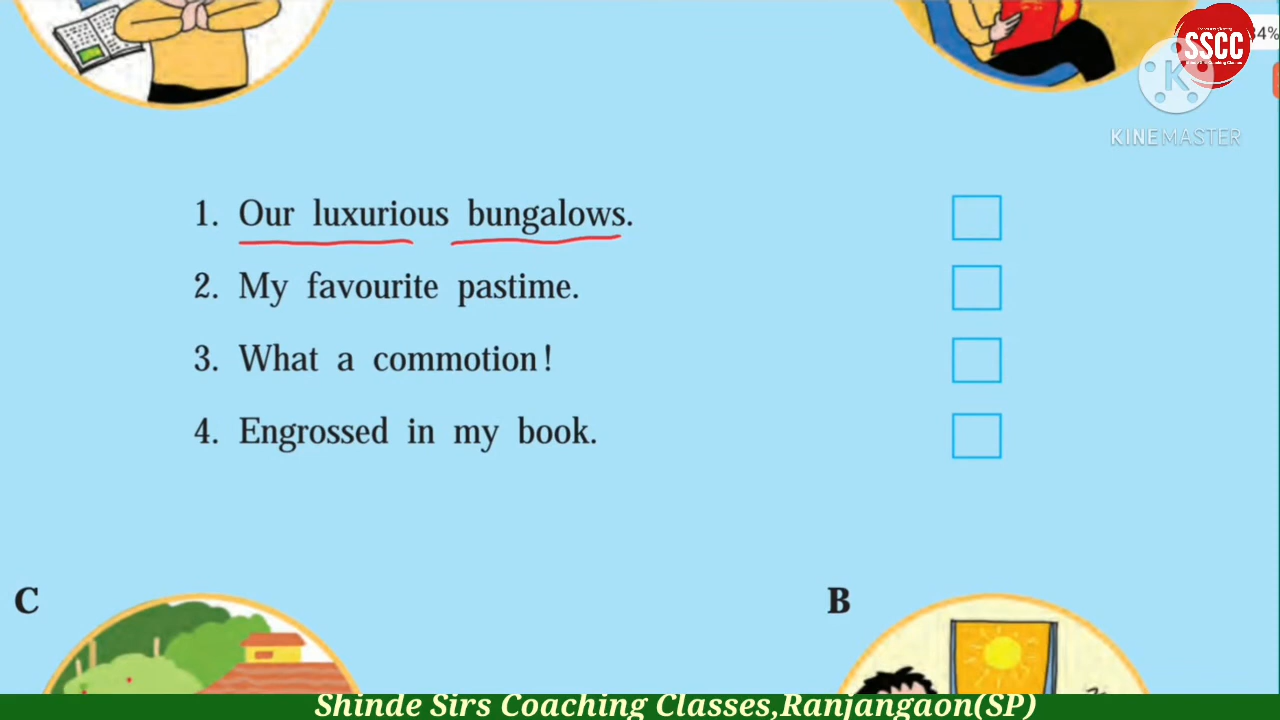 SSCC
34%
K
KINEMASTER
1. Our luxurious bungalows.
2. My favourite pastime.
3. What a commotion!
4. Engrossed in my book.
C
B
Shinde Sirs Coaching Classes,Ranjangaon(SP)